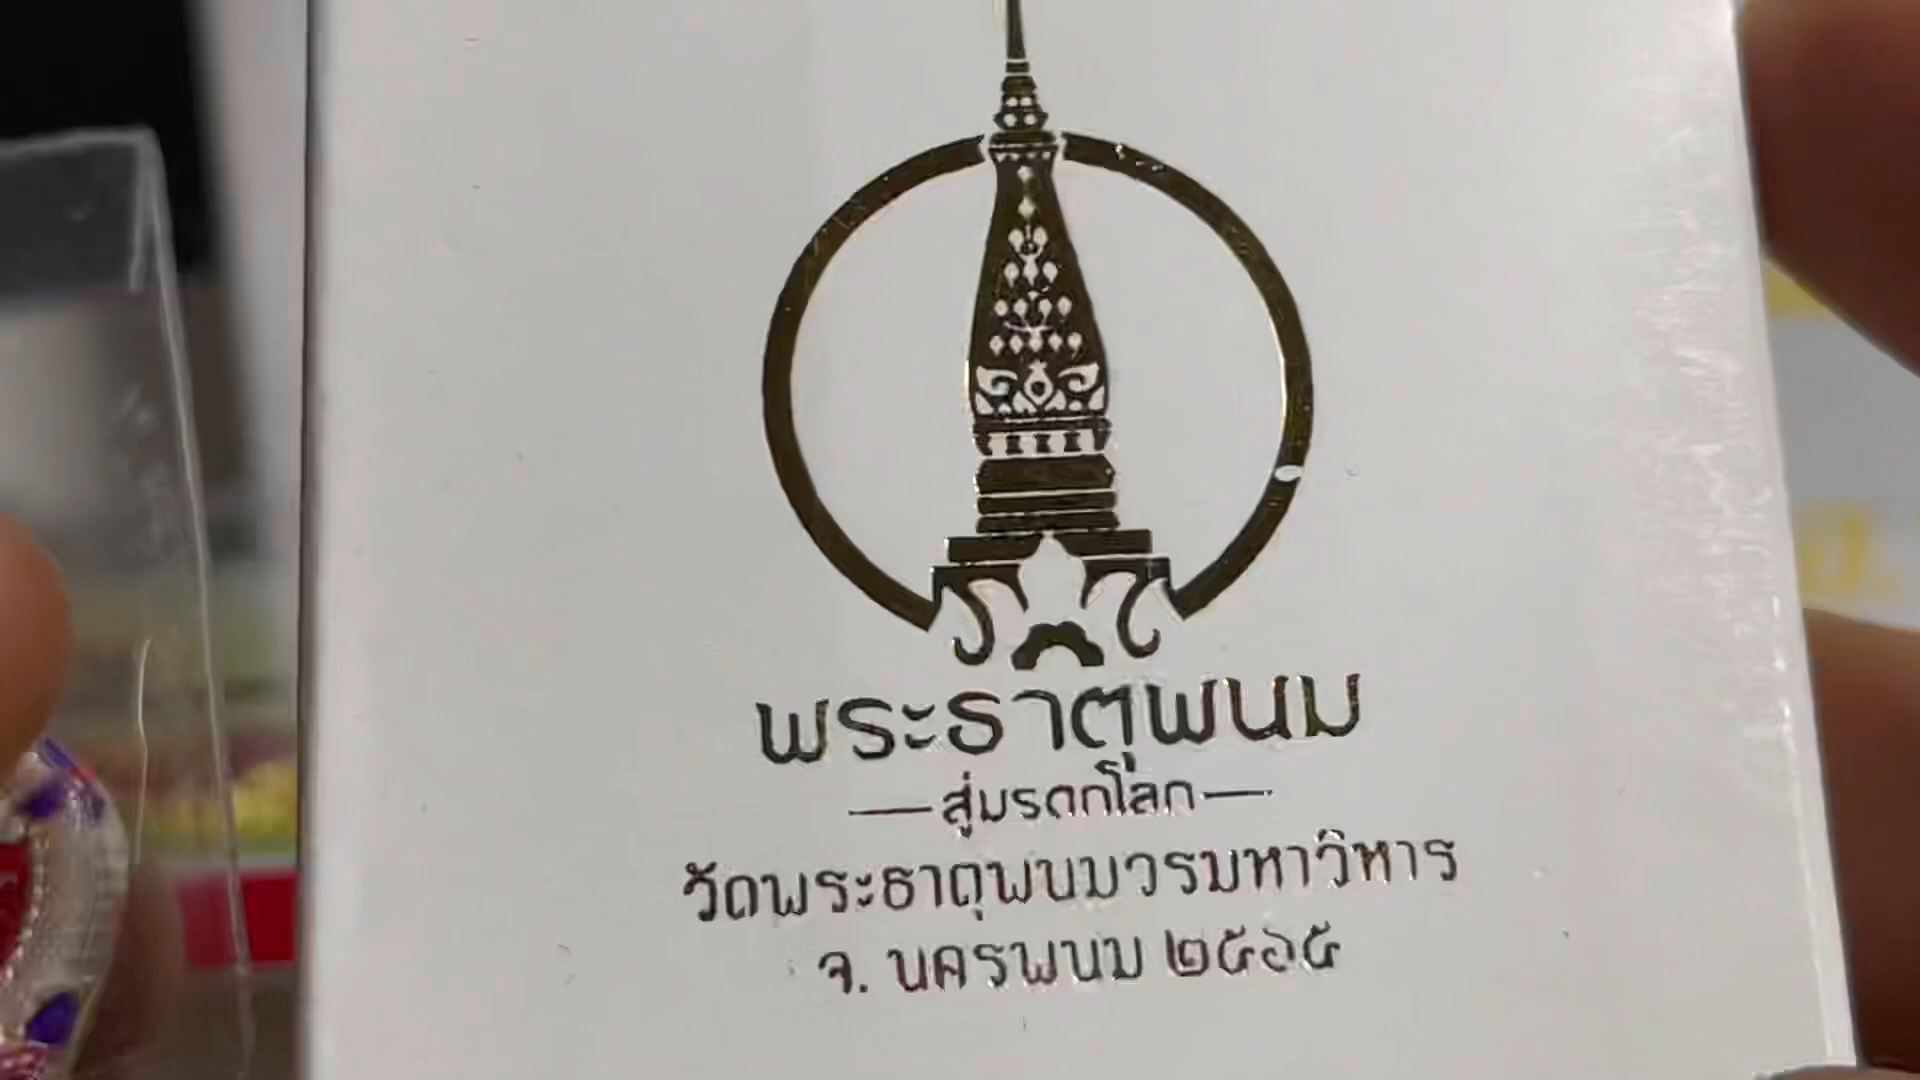 พระธาตุพนม
สู่มรดกโลก
วัดพระธาตุพนมวรมหาวิหาร
จ. นครพนม ๒๕๖๕